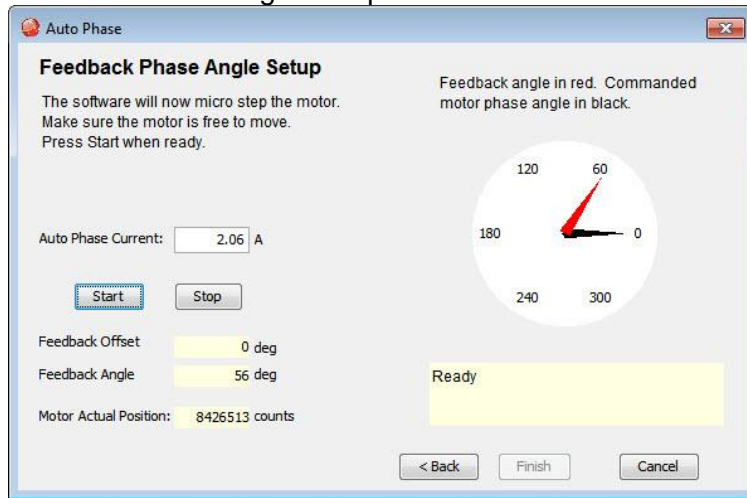 Auto Phase
Feedback Phase Angle Setup
The software will now micro step the motor.
Make sure the motor is free to move.
Press Start when ready.
Feedback angle in red. Commanded
motor phase angle in black.
120 60
180 0
240 300
Auto Phase Current: 2.06 A
Start Stop
Feedback Offset 0 deg
Feedback Angle 56 deg
Motor Actual Position: 8426513 counts
Ready
< Back Finish Cancel